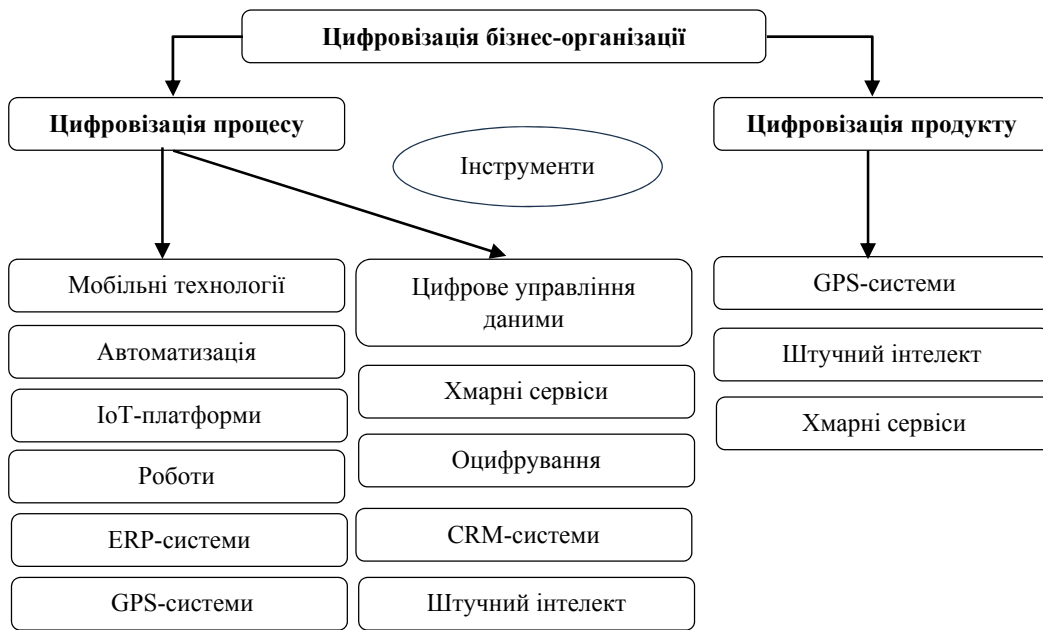 Цифровізація бізнес-організації
Цифровізація процесу
Цифровізація продукту
Інструменти
Мобільні технології
Автоматизація
IoT-платформи
Роботи
ERP-системи
GPS-системи
Цифрове управління
даними
Хмарні сервіси
Оцифрування
CRM-системи
Штучний інтелект
GPS-системи
Штучний інтелект
Хмарні сервіси